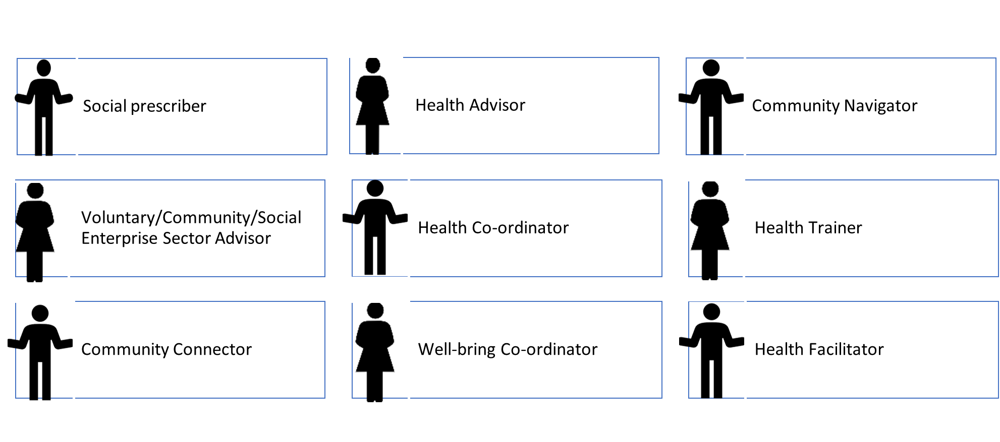 Social prescriber
Health Advisor
Community Navigator
Voluntary/Community/Social
Enterprise Sector Advisor
Health Co-ordinator
Health Trainer
Community Connector
Well-bring Co-ordinator
Health Facilitator